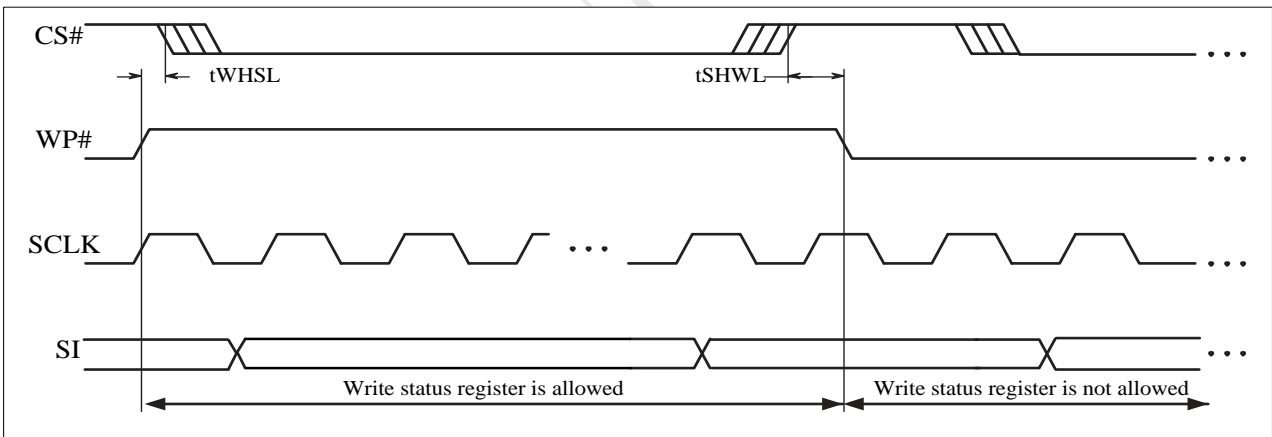 CS#
tWHSL
tSHWL
WP#
SCLK
SI
Write status register is allowed
Write status register is not allowed